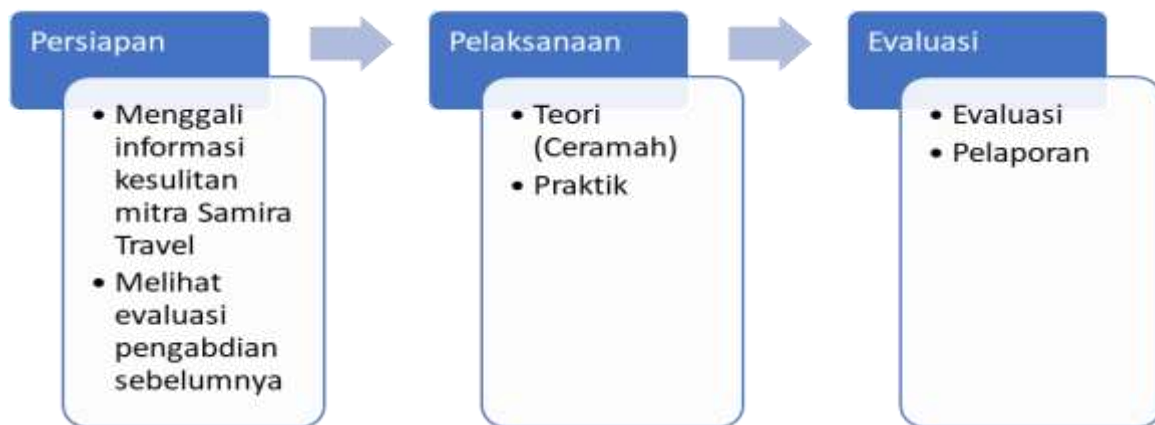 Persiapan
• Menggali
informasi
kesulitan
mitra Samira
Travel
• Melihat
evaluasi
pengabdian
sebelumnya
Pelaksanaan
• Teori
(Ceramah)
• Praktik
Evaluasi
• Evaluasi
• Pelaporan